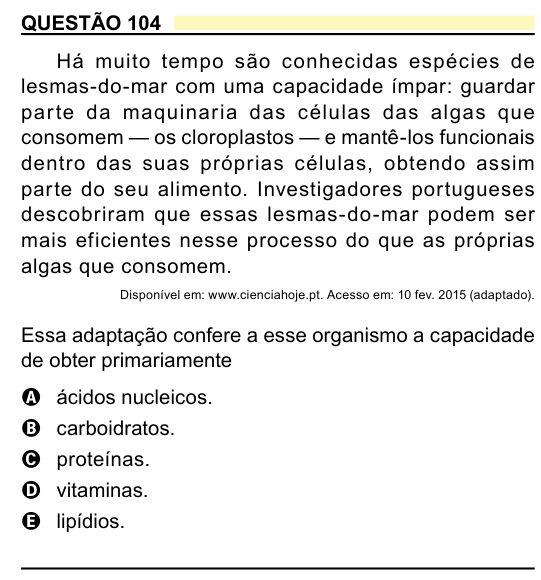 QUESTÃO 104
Há muito tempo são conhecidas espécies de
lesmas-do-mar com uma capacidade ímpar: guardar
parte da maquinaria das células das algas que
consomem — os cloroplastos — e mantê-los funcionais
dentro das suas próprias células, obtendo assim
parte do seu alimento. Investigadores portugueses
descobriram que essas lesmas-do-mar podem ser
mais eficientes nesse processo do que as próprias
algas que consomem.
Disponível em: www.cienciahoje.pt. Acesso em: 10 fev. 2015 (adaptado).
Essa adaptação confere a esse organismo a capacidade
de obter primariamente
A ácidos nucleicos.
B carboidratos.
C proteínas.
D vitaminas.
E lipídios.